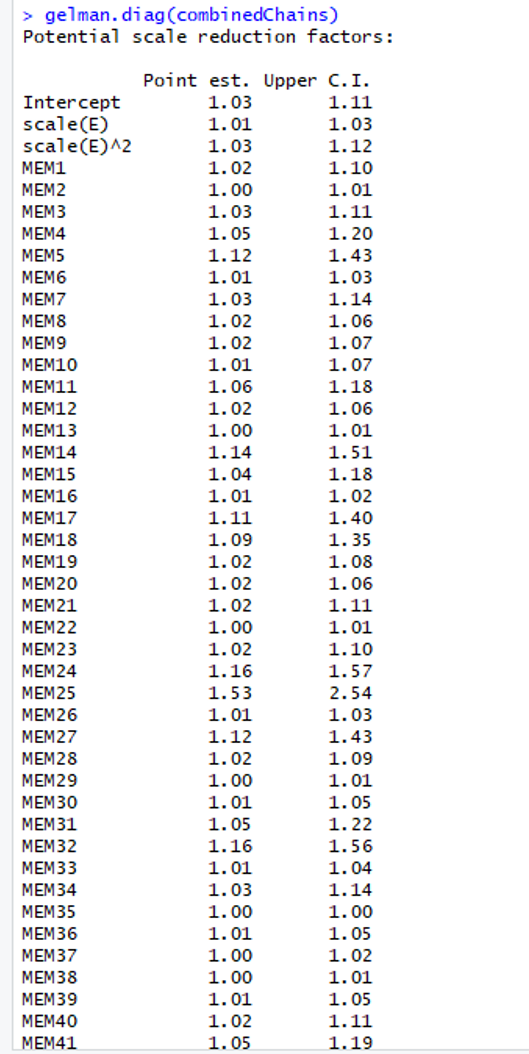 > gelman.diag(combinedChains)
Potential scale reduction factors:
Point est. Upper C.I.
Intercept 1.03 1.11
scale(E) 1.01 1.03
scale(E)^2 1.03 1.12
MEM1 1.02 1.10
MEM2 1.00 1.01
MEM3 1.03 1.11
MEM4 1.05 1.20
MEM5 1.12 1.43
MEM6 1.01 1.03
MEM7 1.03 1.14
MEM8 1.02 1.06
MEM9 1.02 1.07
MEM10 1.01 1.07
MEM11 1.06 1.18
MEM12 1.02 1.06
MEM13 1.00 1.01
MEM14 1.14 1.51
MEM15 1.04 1.18
MEM16 1.01 1.02
MEM17 1.11 1.40
MEM18 1.09 1.35
MEM19 1.02 1.08
MEM20 1.02 1.06
MEM21 1.02 1.11
MEM22 1.00 1.01
MEM23 1.02 1.10
MEM24 1.16 1.57
MEM25 1.53 2.54
MEM26 1.01 1.03
MEM27 1.12 1.43
MEM28 1.02 1.09
MEM29 1.00 1.01
MEM30 1.01 1.05
MEM31 1.05 1.22
MEM32 1.16 1.56
MEM33 1.01 1.04
MEM34 1.03 1.14
MEM35 1.00 1.00
MEM36 1.01 1.05
MEM37 1.00 1.02
MEM38 1.00 1.01
MEM39 1.01 1.05
MEM40 1.02 1.11
MEM41 1.05 1.19